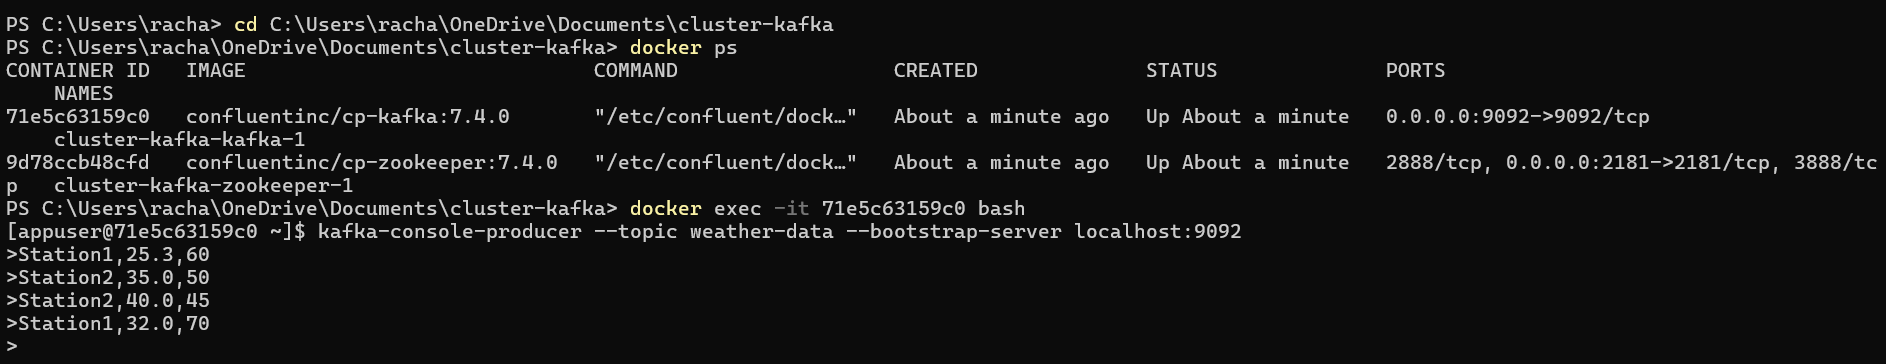 PS C:\Users\racha> cd C:\Users\racha\OneDrive\Documents\cluster-kafka
PS C:\Users\racha\OneDrive\Documents\cluster-kafka> docker ps
CONTAINER ID   IMAGE                             COMMAND                  CREATED              STATUS              PORTS
    NAMES
71e5c63159c0   confluentinc/cp-kafka:7.4.0       "/etc/confluent/dock…"   About a minute ago   Up About a minute   0.0.0.0:9092->9092/tcp
    cluster-kafka-kafka-1
9d78ccb48cfd   confluentinc/cp-zookeeper:7.4.0   "/etc/confluent/dock…"   About a minute ago   Up About a minute   2888/tcp, 0.0.0.0:2181->2181/tcp, 3888/tc
p   cluster-kafka-zookeeper-1
PS C:\Users\racha\OneDrive\Documents\cluster-kafka> docker exec -it 71e5c63159c0 bash
[appuser@71e5c63159c0 ~]$ kafka-console-producer --topic weather-data --bootstrap-server localhost:9092
>Station1,25.3,60
>Station2,35.0,50
>Station2,40.0,45
>Station1,32.0,70
>